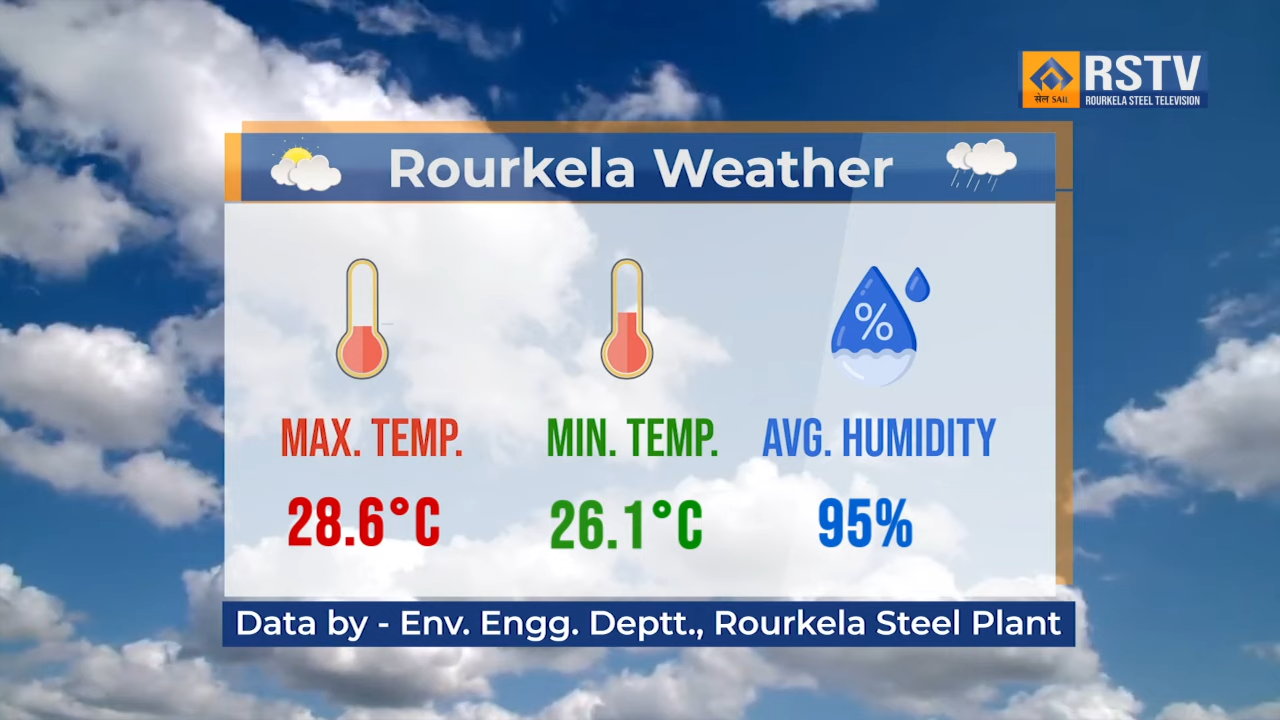 सेल SAIL
RSTV
ROURKELA STEEL TELEVISION
Rourkela Weather
%
MAX. TEMP.
MIN. TEMP.
AVG. HUMIDITY
28.6°C
26.1°C
95%
Data by - Env. Engg. Deptt., Rourkela Steel Plant